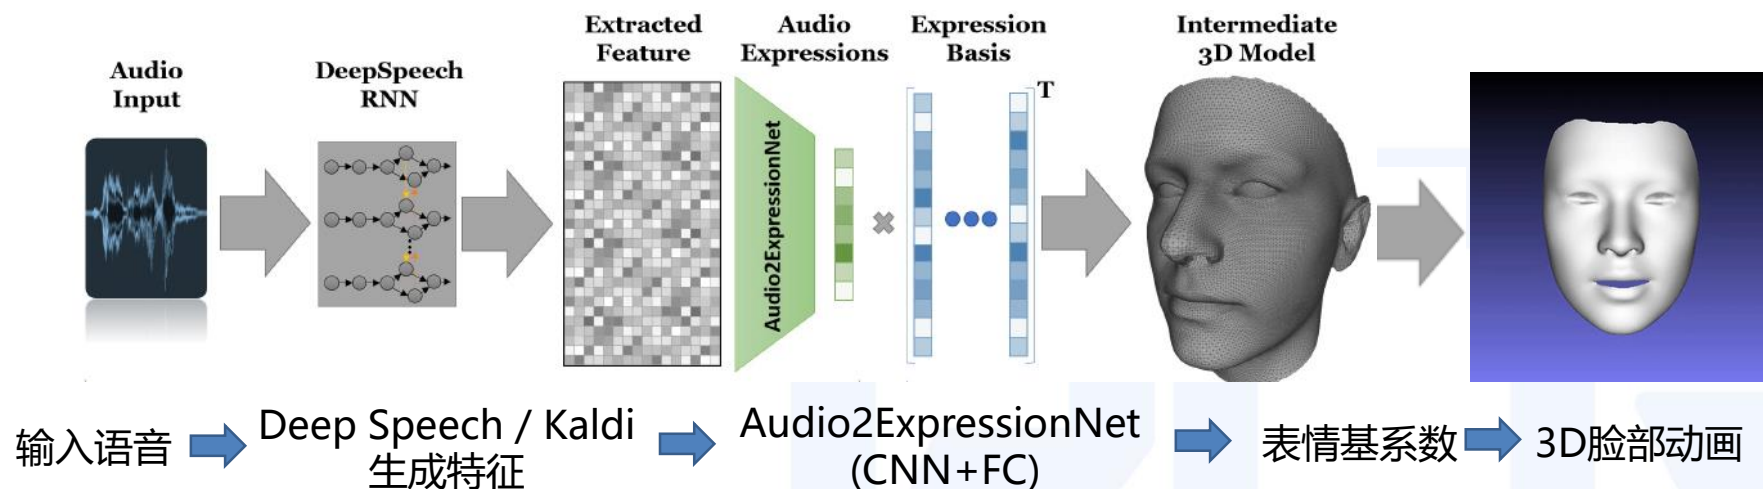 Audio
Input
DeepSpeech
RNN
Extracted
Feature
Audio
Expressions
Expression
Basis
Intermediate
3D Model
Audio2ExpressionNet
T
输入语音
Deep Speech / Kaldi
生成特征
Audio2ExpressionNet
(CNN+FC)
表情基系数
3D脸部动画